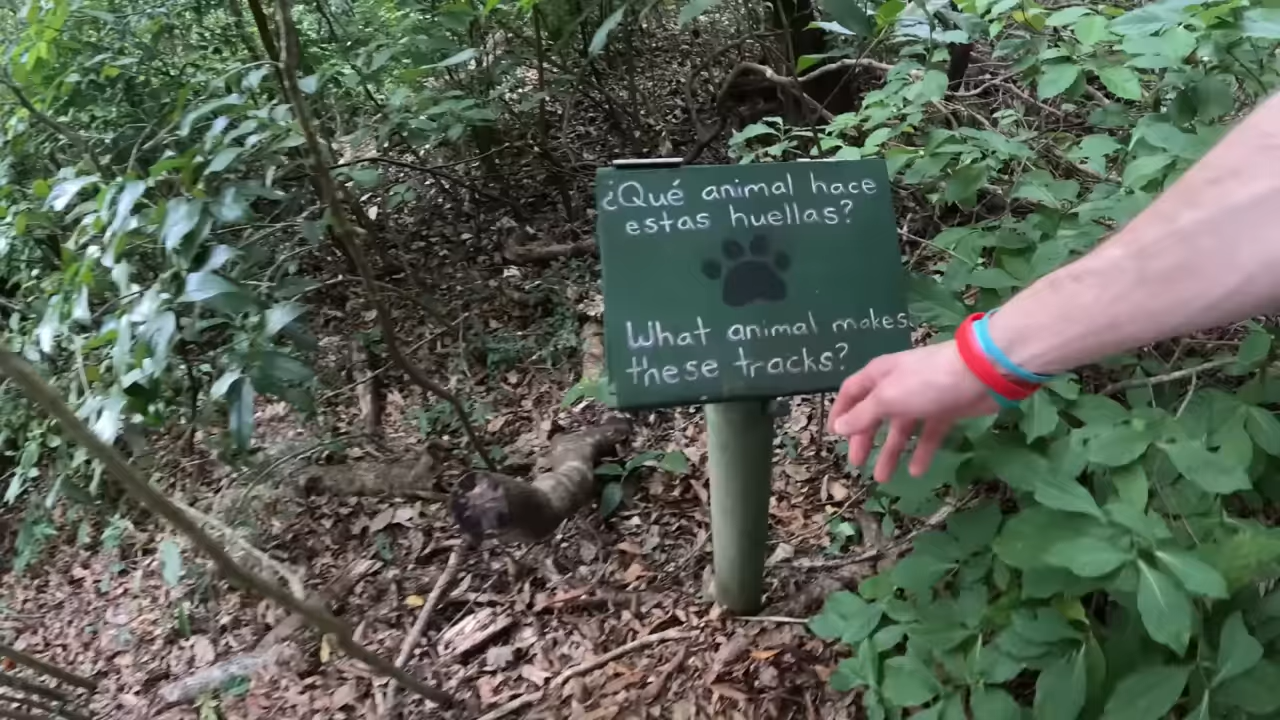 ¿Qué animal hace
estas huellas?
What animal makes
these tracks?